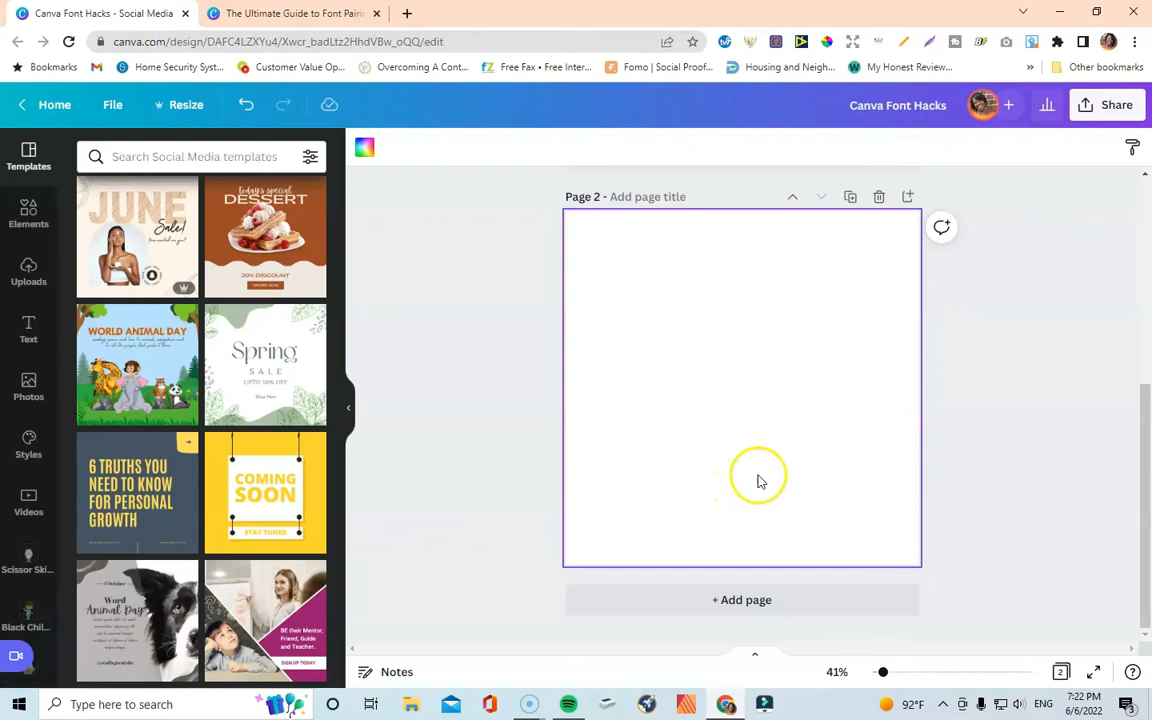 Canva Font Hacks - Social Media
The Ultimate Guide to Font Pairi
canva.com/design/DAFC4LZXYu4/Xwcr_badLtz2HhdVBw_oQQ/edit
Bookmarks
Home Security Syst...
Customer Value Op...
Overcoming A Cont...
Free Fax • Free Inter...
Fomo | Social Proof...
Housing and Neigh...
My Honest Review...
Other bookmarks
Home
File
Resize
Canva Font Hacks
Share
Templates
Elements
Uploads
Text
Photos
Styles
Videos
Scissor Ski...
Black Chil...
Search Social Media templates
JUNE
Sale!
Today's special
DESSERT
30% DISCOUNT
WORLD ANIMAL DAY
Spring
SALE
UPTO 50% OFF
Shop Now
6 TRUTHS YOU
NEED TO KNOW
FOR PERSONAL
GROWTH
COMING
SOON
STAY TUNED
4 October
Word
Animal Day
BE their Mentor,
Friend, Guide
and Teacher.
SIGN UP TODAY
Page 2 - Add page title
+ Add page
Notes
41%
2
Type here to search
92°F
ENG
7:22 PM
6/6/2022
3